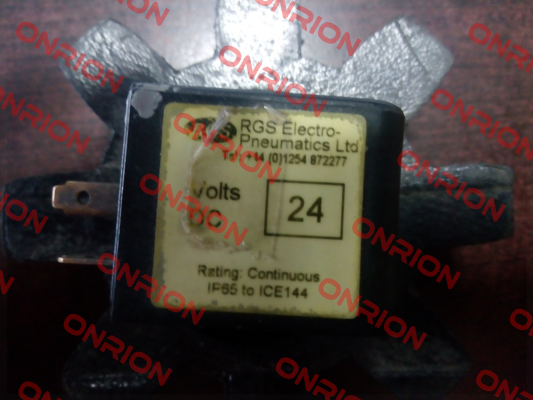 RGS Electro-
Pneumatics Ltd
Tel: +44 (0)1254 872277
Volts
DC
24
Rating: Continuous
IP65 to ICE144
ONRION